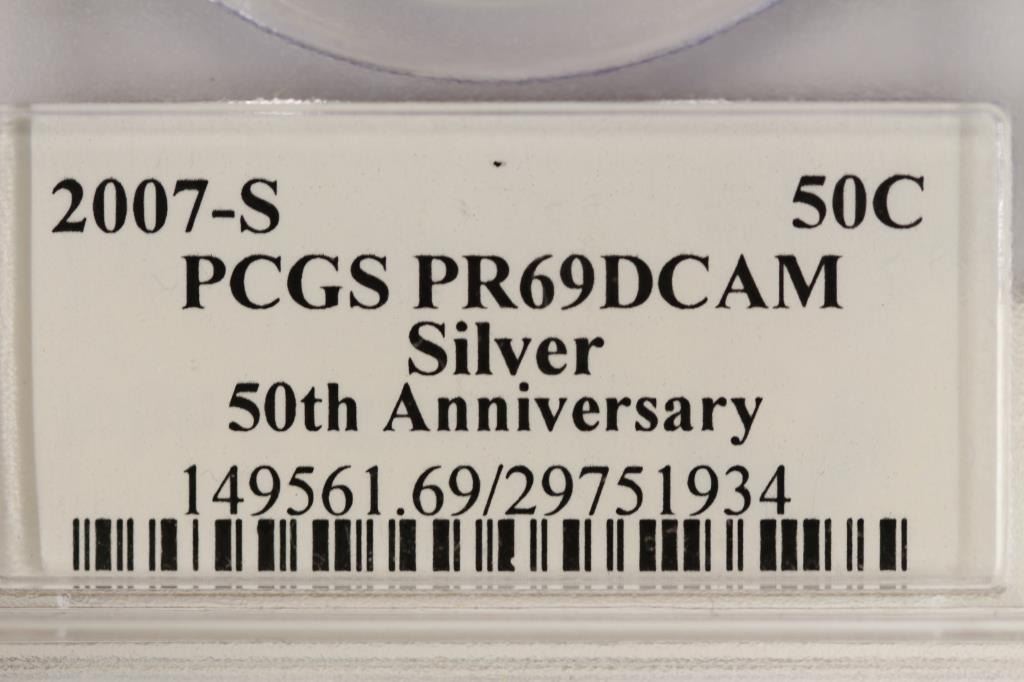 2007-S 50C
PCGS PR69DCAM
Silver
50th Anniversary
149561.69/29751934